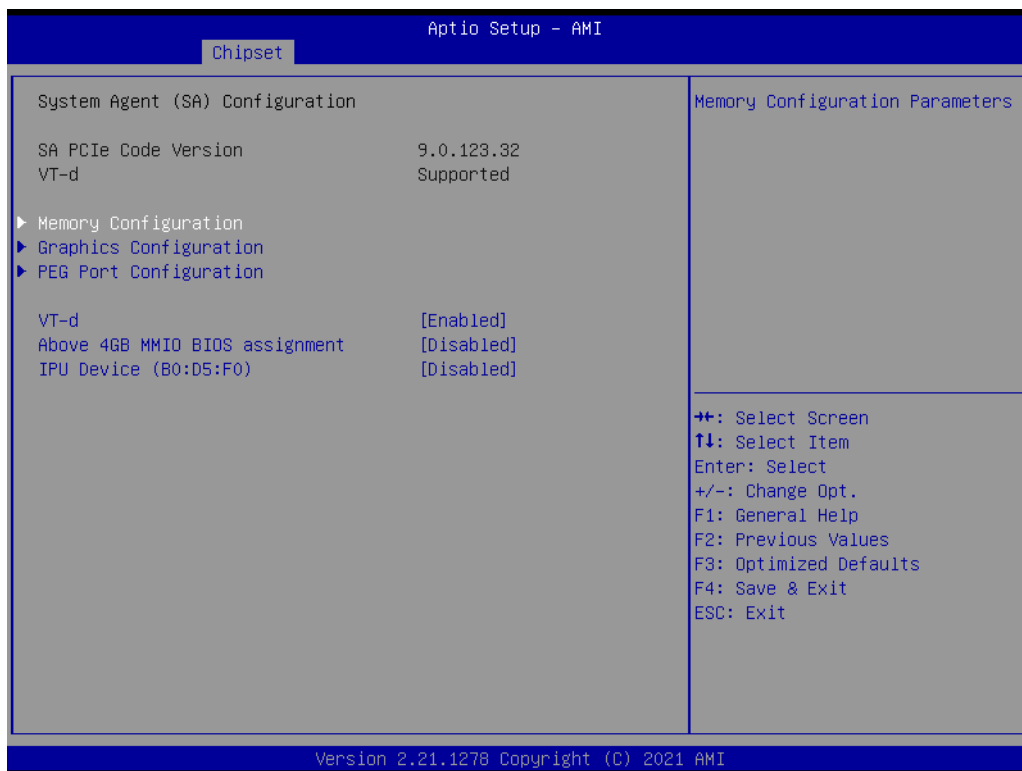 Aptio Setup – AMI
Chipset
System Agent (SA) Configuration
Memory Configuration Parameters
SA PCIe Code Version 9.0.123.32
VT-d Supported
Memory Configuration
Graphics Configuration
PEG Port Configuration
VT-d [Enabled]
Above 4GB MMIO BIOS assignment [Disabled]
IPU Device (B0:D5:F0) [Disabled]
→←: Select Screen
↑↓: Select Item
Enter: Select
+/-: Change Opt.
F1: General Help
F2: Previous Values
F3: Optimized Defaults
F4: Save & Exit
ESC: Exit
Version 2.21.1278 Copyright (C) 2021 AMI